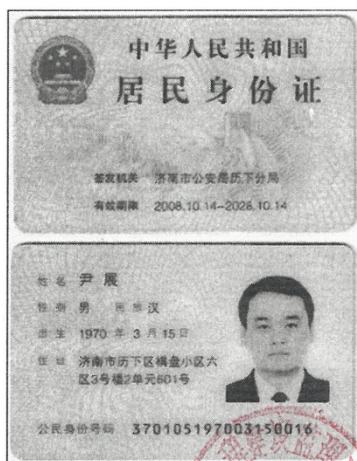 中华人民共和国
居民身份证
签发机关 济南市公安局历下分局
有效期限 2008.10.14-2028.10.14
姓名 尹展
性别 男 民族 汉
出生 1970 年 3 月 15 日
住址 济南市历下区棋盘小区六
区3号楼2单元601号
公民身份号码 370105197003150016